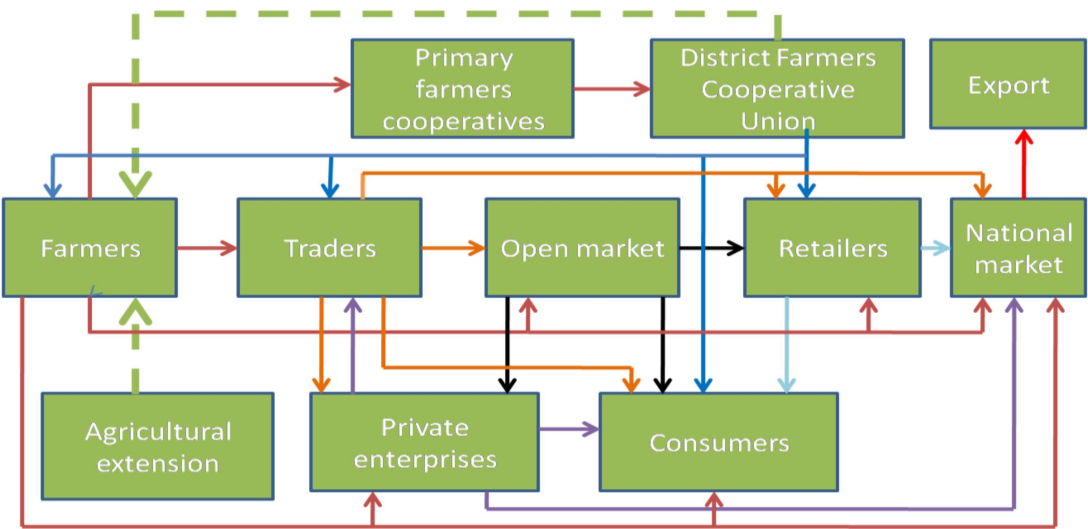 Primary
farmers
cooperatives
District Farmers
Cooperative
Union
Export
Farmers
Traders
Open market
Retailers
National
market
Agricultural
extension
Private
enterprises
Consumers